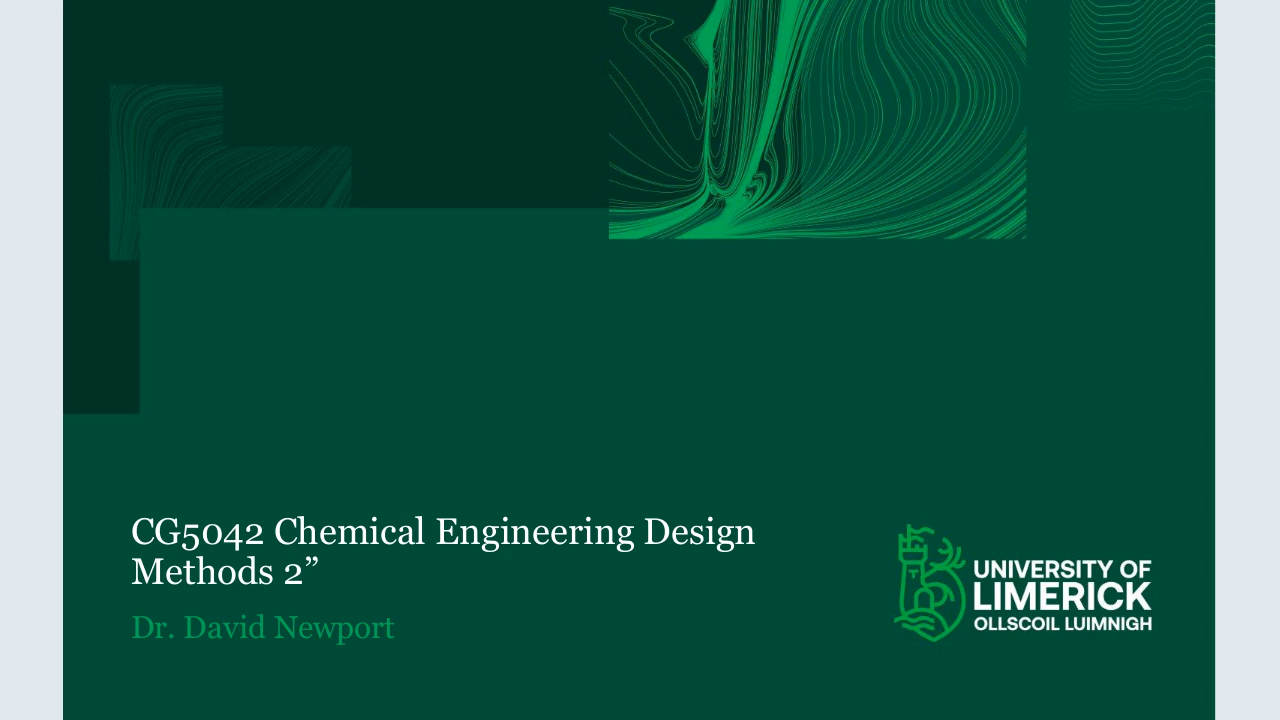 CG5042 Chemical Engineering Design
Methods 2”
Dr. David Newport
UNIVERSITY OF
LIMERICK
OLLSCOIL LUIMNIGH